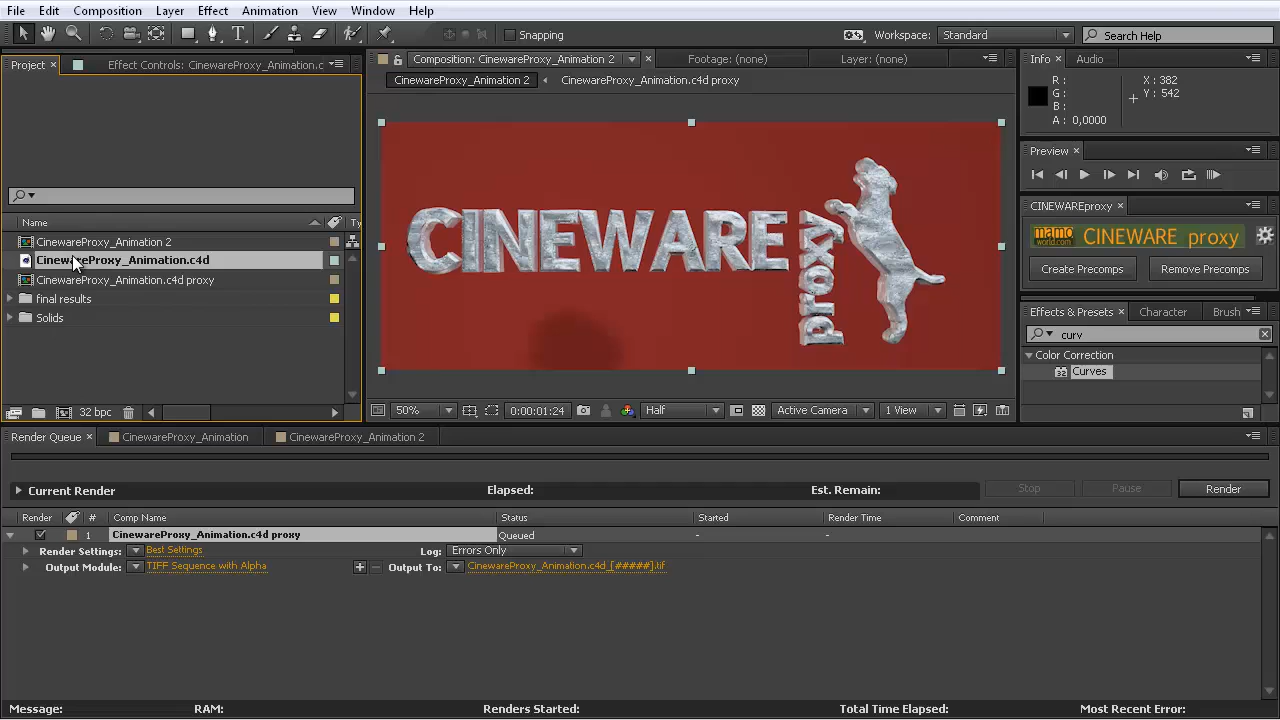 File Edit Composition Layer Effect Animation View Window Help
Snapping Workspace: Standard Search Help
Project × Effect Controls: CinewareProxy_Animation.c
Composition: CinewareProxy_Animation 2 × Footage: (none) Layer: (none)
Info × Audio
CinewareProxy_Animation 2 CinewareProxy_Animation.c4d proxy
R: X: 382
G: Y: 542
B:
A: 0,0000
Preview ×
Name Ty
CinewareProxy_Animation 2
CinewareProxy_Animation.c4d
CinewareProxy_Animation.c4d proxy
final results
Solids
32 bpc
CINEWARE
proxy
50% 0:00:01:24 Half Active Camera 1 View
CINEWAREproxy ×
mamo world.com CINEWARE proxy
Create Precomps Remove Precomps
Effects & Presets × Character Brush
curv
Color Correction
32 Curves
Render Queue × CinewareProxy_Animation CinewareProxy_Animation 2
Current Render Elapsed: Est. Remain: Stop Pause Render
Render # Comp Name Status Started Render Time Comment
1 CinewareProxy_Animation.c4d proxy Queued - -
Render Settings: Best Settings Log: Errors Only
Output Module: TIFF Sequence with Alpha Output To: CinewareProxy_Animation.c4d_[#####].tif
Message: RAM: Renders Started: Total Time Elapsed: Most Recent Error: